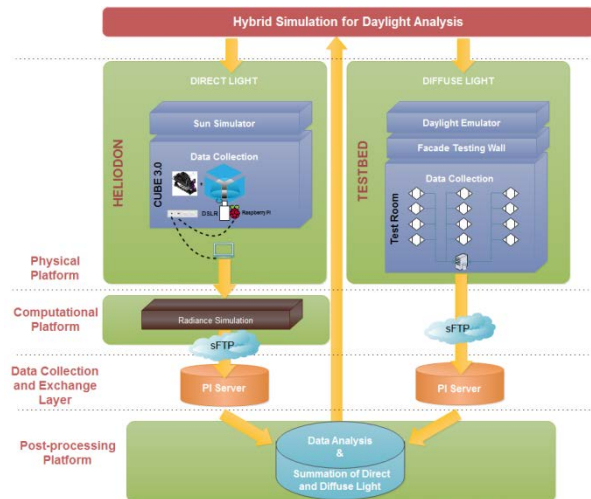 Hybrid Simulation for Daylight Analysis
DIRECT LIGHT
DIFFUSE LIGHT
HELIODON
Sun Simulator
Data Collection
CUBE 3.0
+
DSLR
RaspberryPI
TESTBED
Daylight Emulator
Facade Testing Wall
Data Collection
Test Room
Physical
Platform
Computational
Platform
Radiance Simulation
sFTP
sFTP
Data Collection
and Exchange
Layer
PI Server
PI Server
Post-processing
Platform
Data Analysis
&
Summation of Direct
and Diffuse Light